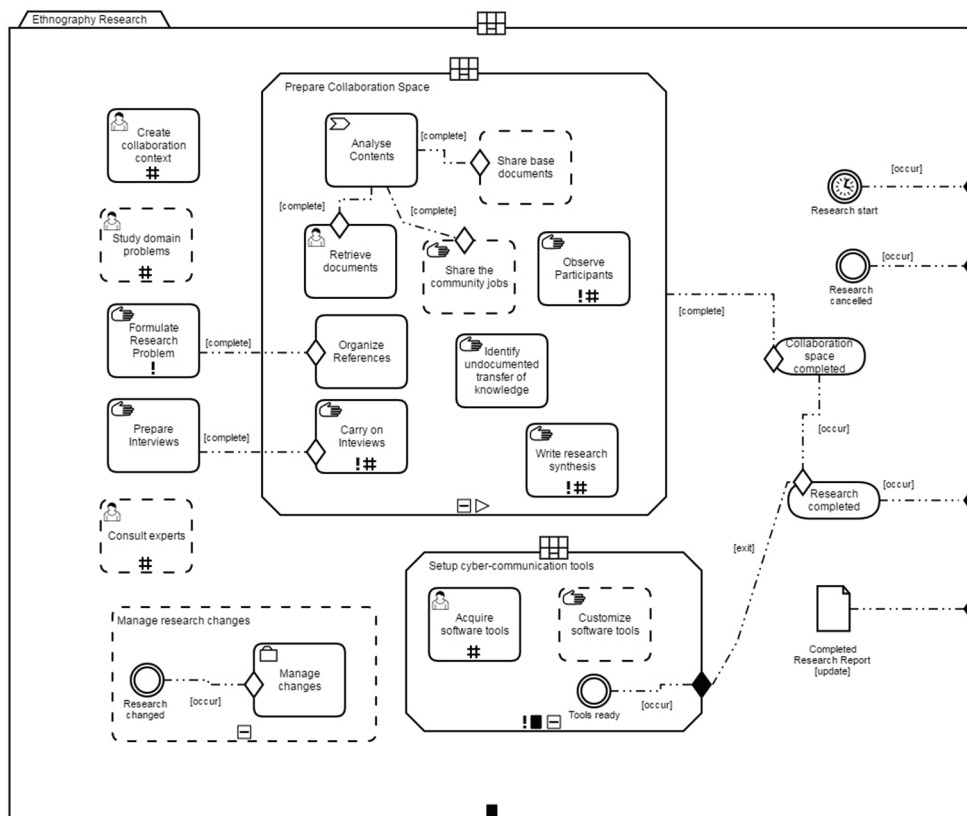 Ethnography Research
Prepare Collaboration Space
Create
collaboration
context
Analyse
Contents
[complete]
Share base
documents
[occur]
Research start
[complete]
[complete]
Study domain
problems
Retrieve
documents
Share the
community jobs
Observe
Participants
!
[occur]
Research
cancelled
Formulate
Research
Problem
!
[complete]
Organize
References
Identify
undocumented
transfer of
knowledge
[complete]
Collaboration
space
completed
Prepare
Interviews
[complete]
Carry on
Inteviews
!
[occur]
Write research
synthesis
!
Research
completed
[occur]
Consult experts
[exit]
Setup cyber-communication tools
Acquire
software tools
Customize
software tools
Manage research changes
Manage
changes
Research
changed
[occur]
Tools ready
[occur]
!
Completed
Research Report
[update]